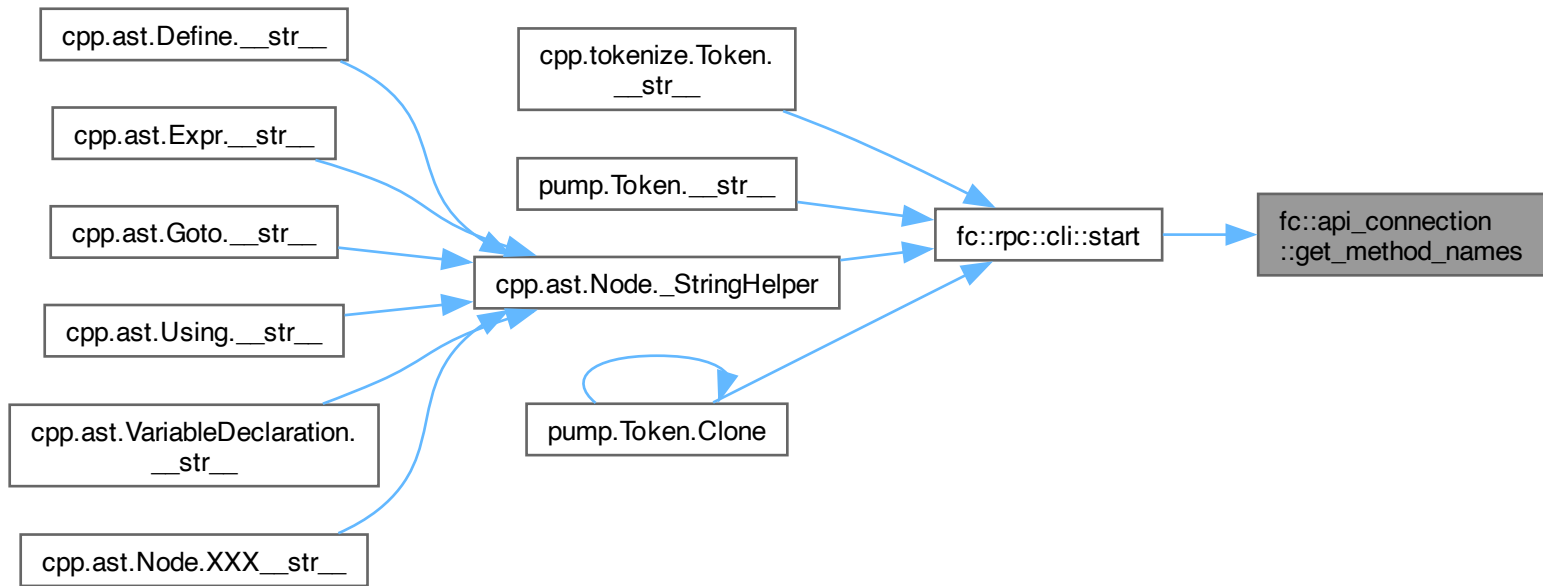 cpp.ast.Define.__str__
cpp.ast.Expr.__str__
cpp.ast.Goto.__str__
cpp.ast.Using.__str__
cpp.ast.VariableDeclaration.
__str__
cpp.ast.Node.XXX__str__
cpp.tokenize.Token.
__str__
pump.Token.__str__
cpp.ast.Node._StringHelper
pump.Token.Clone
fc::rpc::cli::start
fc::api_connection
::get_method_names